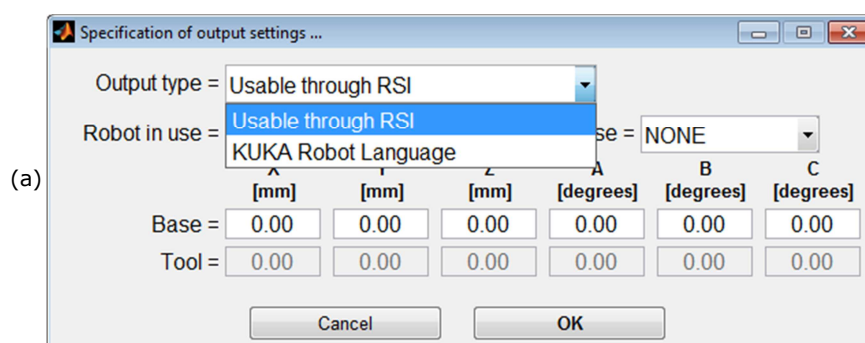 Specification of output settings ...
Output type = Usable through RSI
Usable through RSI
Robot in use = se = NONE
KUKA Robot Language
(a)
X Y Z A B C
[mm] [mm] [mm] [degrees] [degrees] [degrees]
Base = 0.00 0.00 0.00 0.00 0.00 0.00
Tool = 0.00 0.00 0.00 0.00 0.00 0.00
Cancel OK